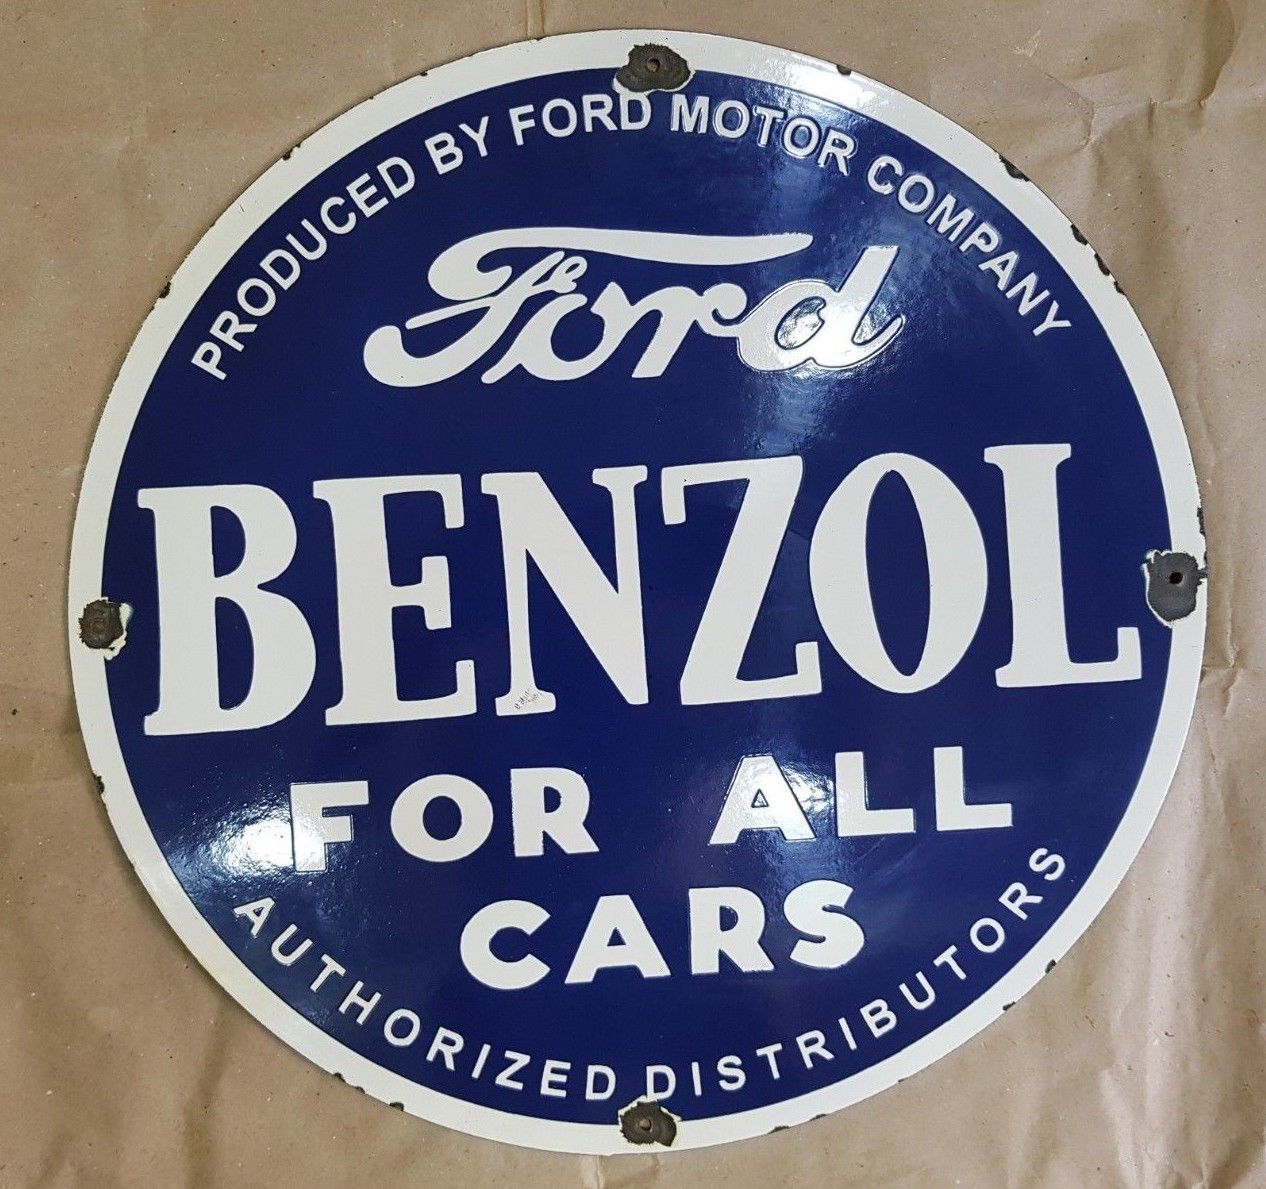 PRODUCED BY FORD MOTOR COMPANY
Ford
BENZOL
FOR ALL
CARS
AUTHORIZED DISTRIBUTORS